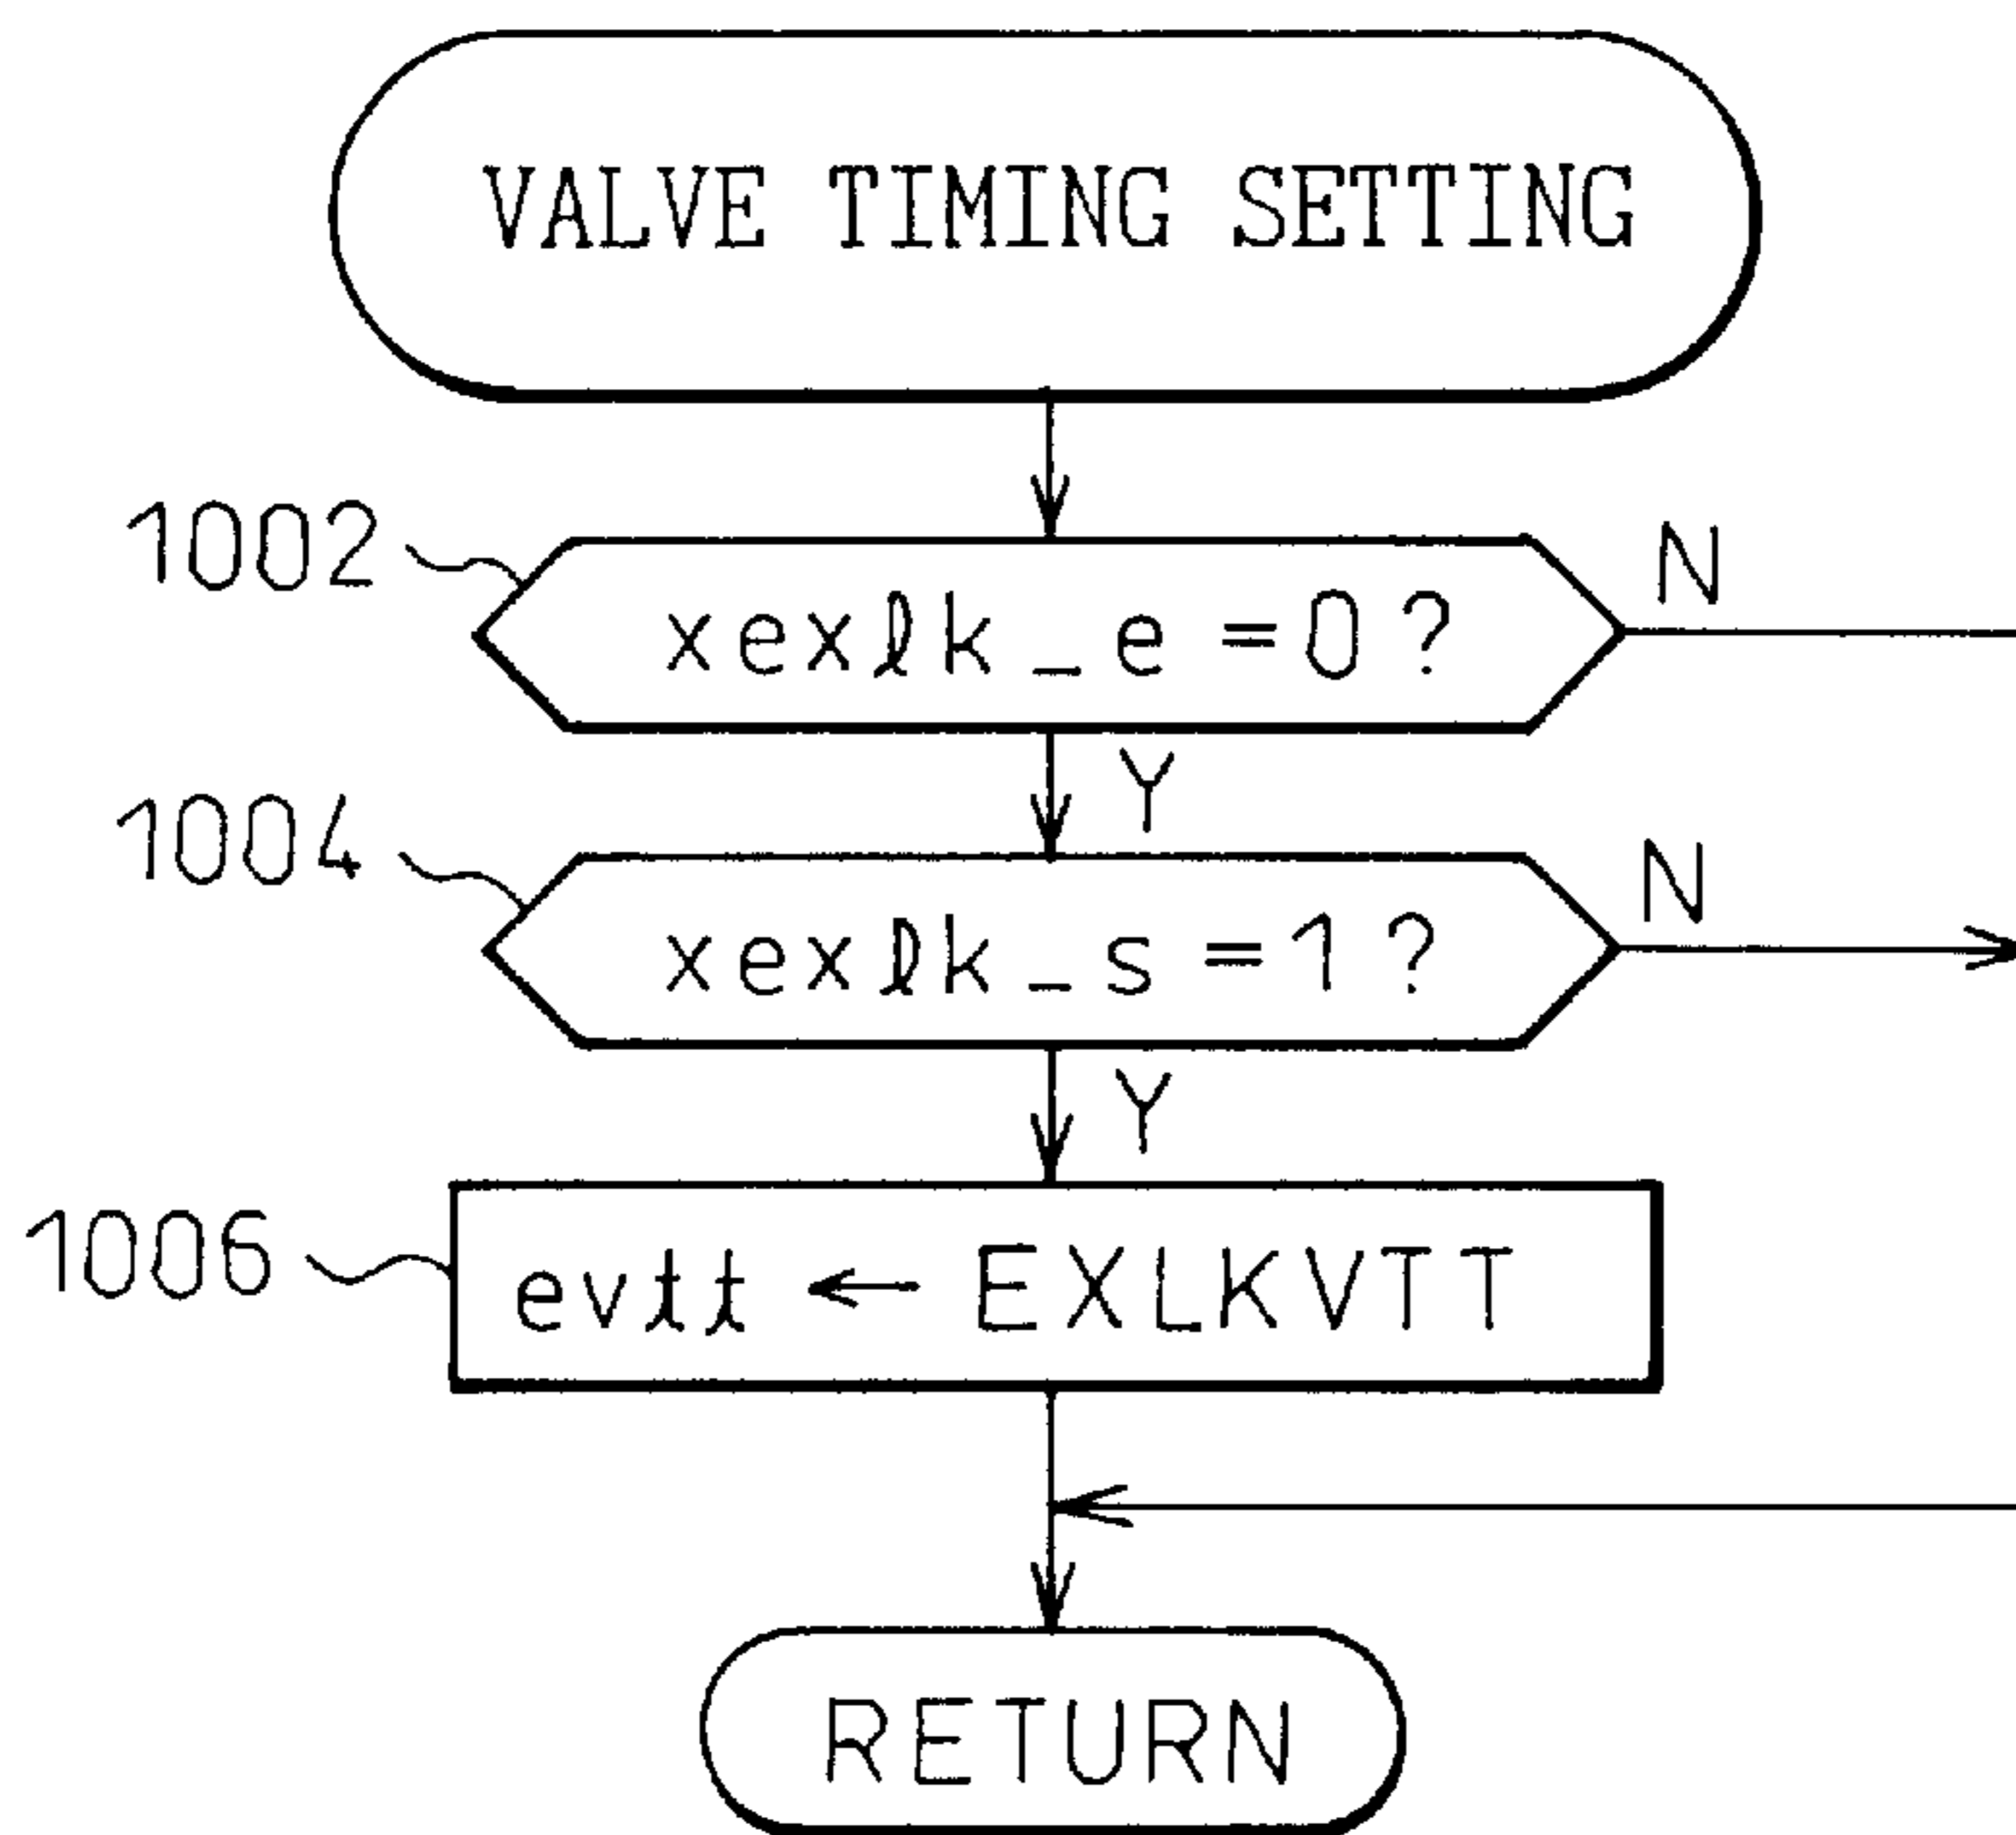 VALVE TIMING SETTING
1002
xexℓk_e=0?
N
Y
1004
xexℓk_s=1?
N
Y
1006
evtt ← EXLKVTT
RETURN